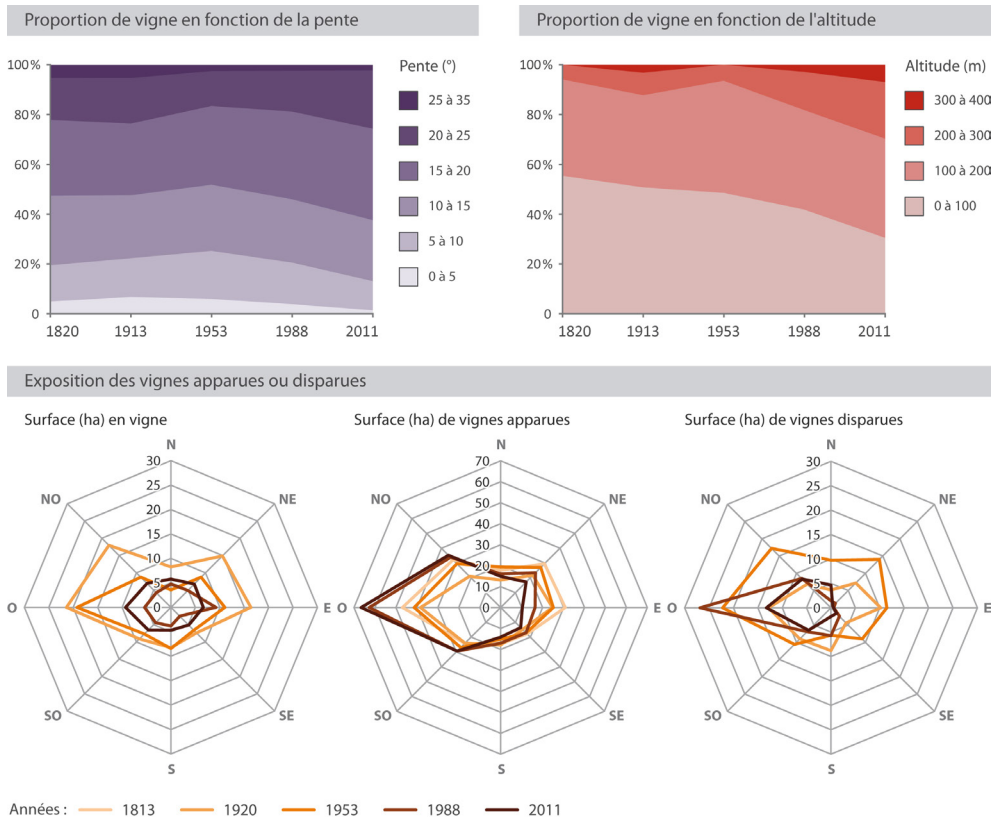 Proportion de vigne en fonction de la pente
Proportion de vigne en fonction de l'altitude
100%
80%
60%
40%
20%
0
1820 1913 1953 1988 2011
Pente (°)
25 à 35
20 à 25
15 à 20
10 à 15
5 à 10
0 à 5
100%
80%
60%
40%
20%
0
1820 1913 1953 1988 2011
Altitude (m)
300 à 400
200 à 300
100 à 200
0 à 100
Exposition des vignes apparues ou disparues
Surface (ha) en vigne
N
30
25
20
15
10
5
0
NO
NE
O
E
SO
SE
S
Surface (ha) de vignes apparues
N
70
60
50
40
30
20
10
0
NO
NE
O
E
SO
SE
S
Surface (ha) de vignes disparues
N
30
25
20
15
10
5
0
NO
NE
O
E
SO
SE
S
Années : 1813 1920 1953 1988 2011